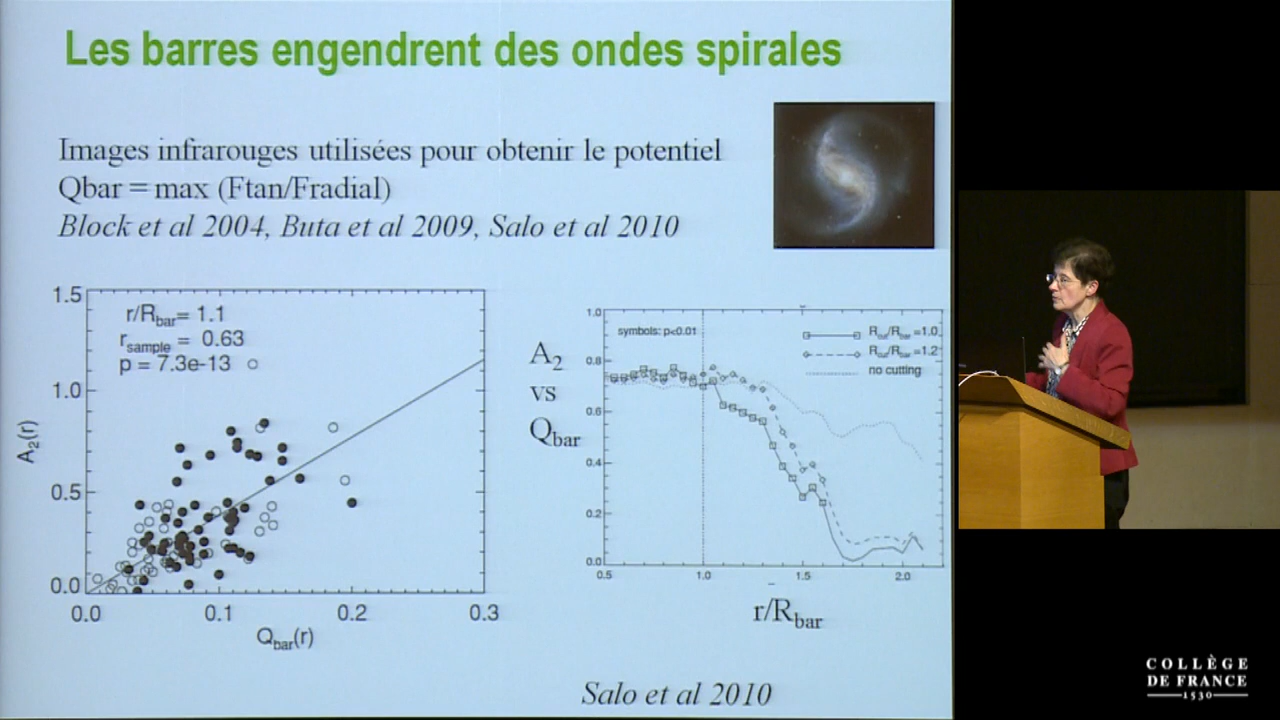 Les barres engendrent des ondes spirales
Images infrarouges utilisées pour obtenir le potentiel
Qbar = max (Ftan/Fradial)
Block et al 2004, Buta et al 2009, Salo et al 2010
1.5
1.0
0.5
0.0
A2(r)
r/Rbar= 1.1
rsample = 0.63
p = 7.3e-13
0.0 0.1 0.2 0.3
Qbar(r)
A2
vs
Qbar
1.0
0.8
0.6
0.4
0.2
0.0
symbols: p<0.01
Rcut/Rbar =1.0
Rcut/Rbar =1.2
no cutting
0.5 1.0 1.5 2.0
r/Rbar
Salo et al 2010
COLLÈGE
DE FRANCE
1530